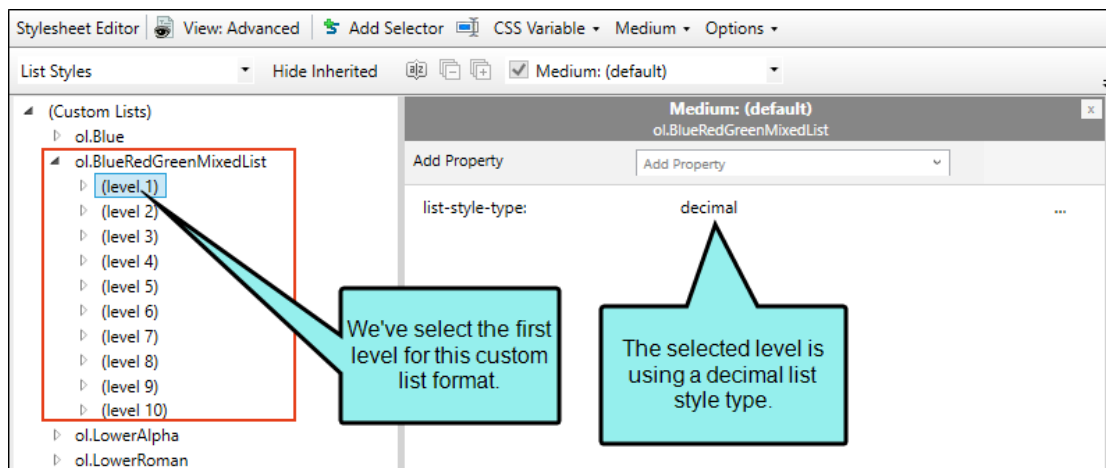 Stylesheet Editor View: Advanced Add Selector CSS Variable Medium Options
List Styles Hide Inherited Medium: (default)
(Custom Lists)
ol.Blue
ol.BlueRedGreenMixedList
(level 1)
(level 2)
(level 3)
(level 4)
(level 5)
(level 6)
(level 7)
(level 8)
(level 9)
(level 10)
ol.LowerAlpha
ol.LowerRoman
Medium: (default)
ol.BlueRedGreenMixedList
Add Property Add Property
list-style-type: decimal ...
We've select the first
level for this custom
list format.
The selected level is
using a decimal list
style type.